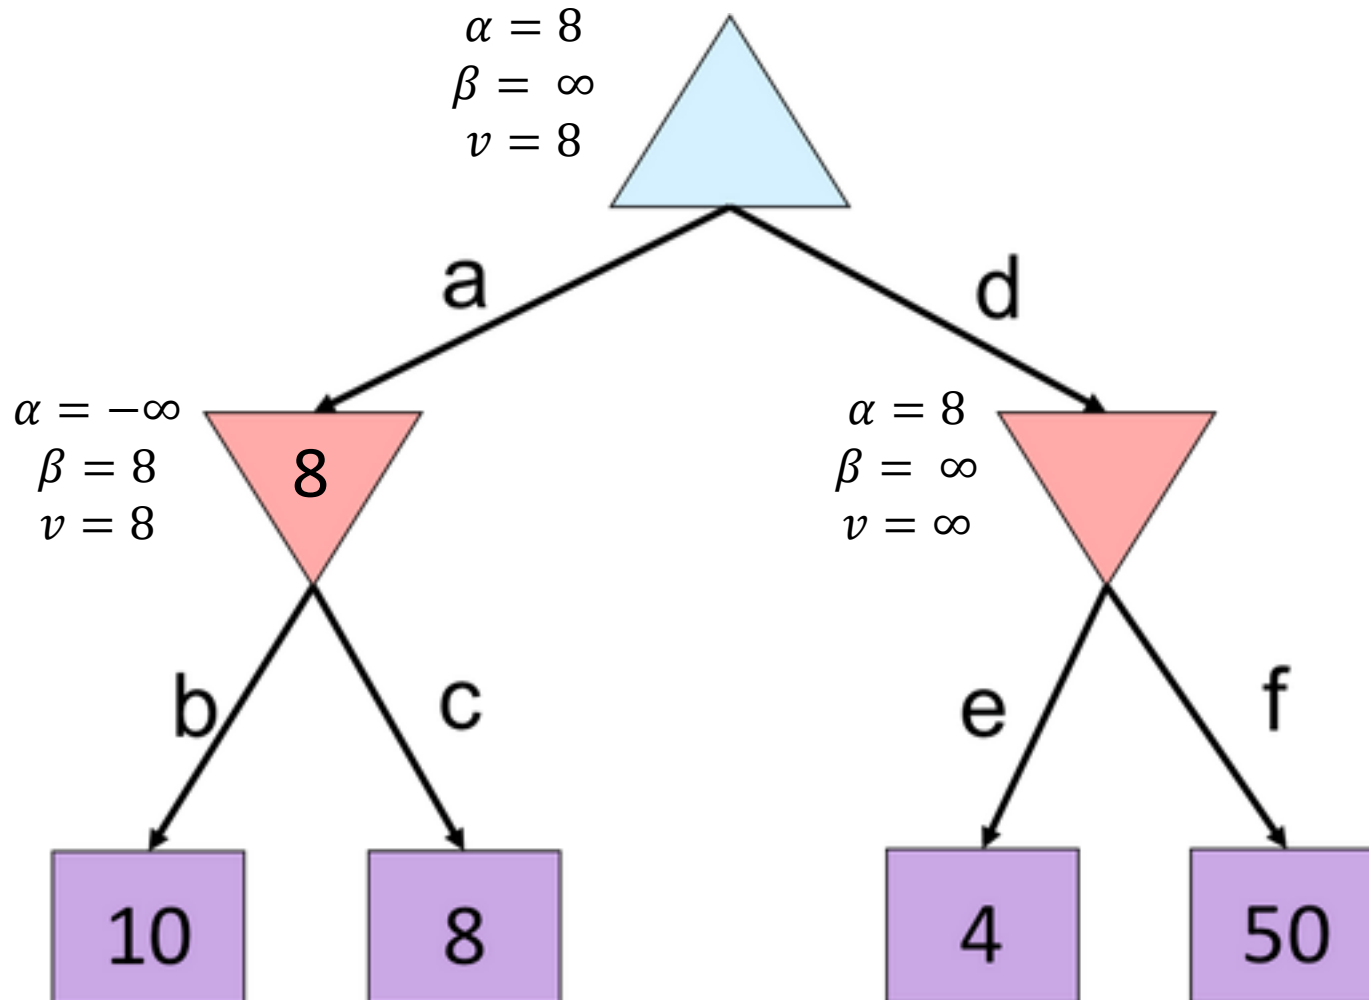 α = 8
β = ∞
v = 8
a
d
α = −∞
β = 8
v = 8
8
α = 8
β = ∞
v = ∞
b
c
e
f
10
8
4
50